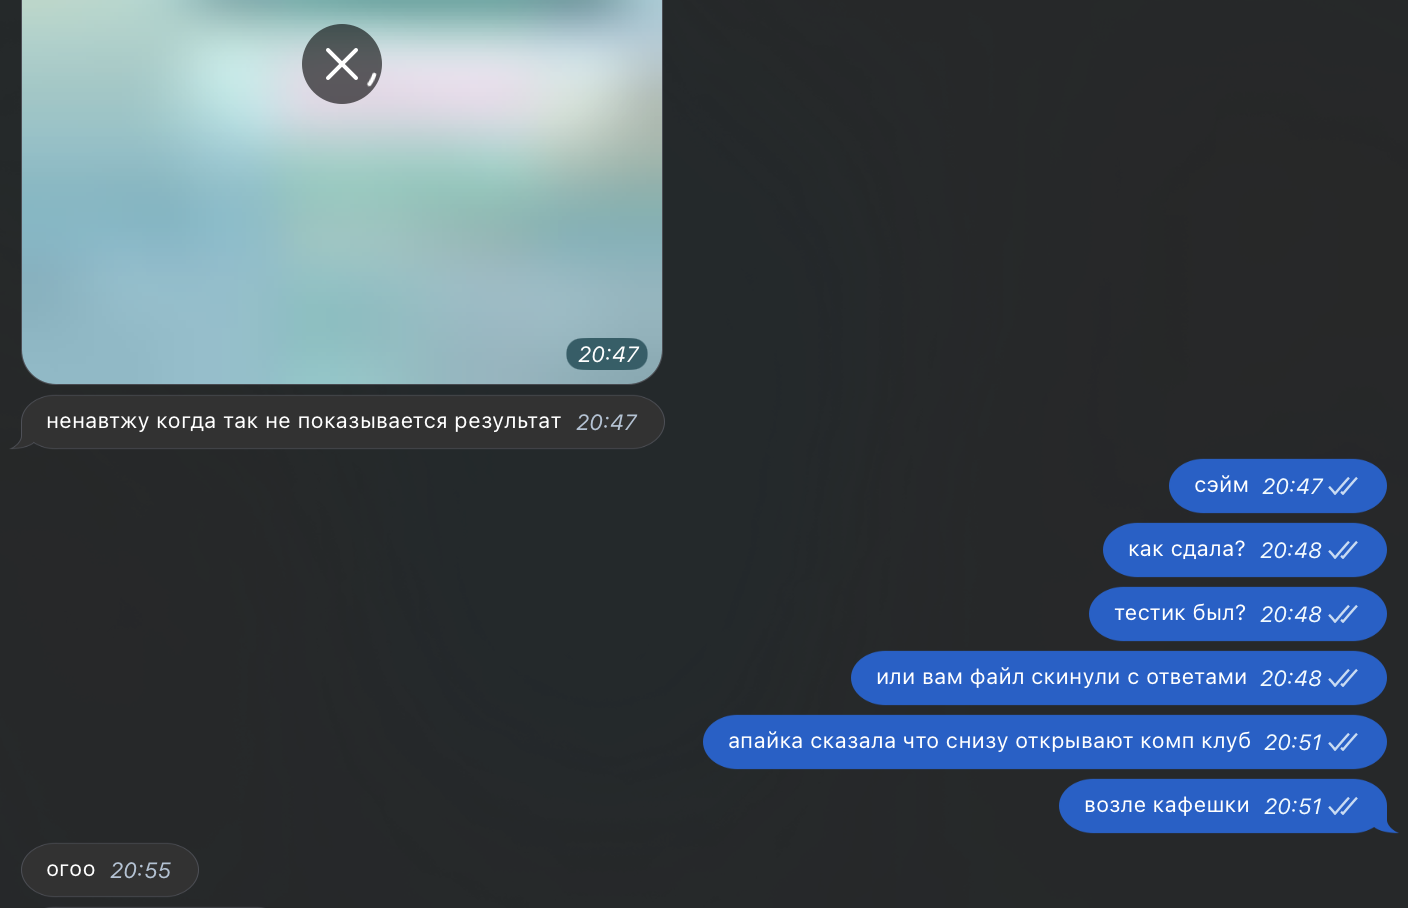 20:47
ненавтжу когда так не показывается результат 20:47
сэйм 20:47
как сдала? 20:48
тестик был? 20:48
или вам файл скинули с ответами 20:48
апайка сказала что снизу открывают комп клуб 20:51
возле кафешки 20:51
огоо 20:55